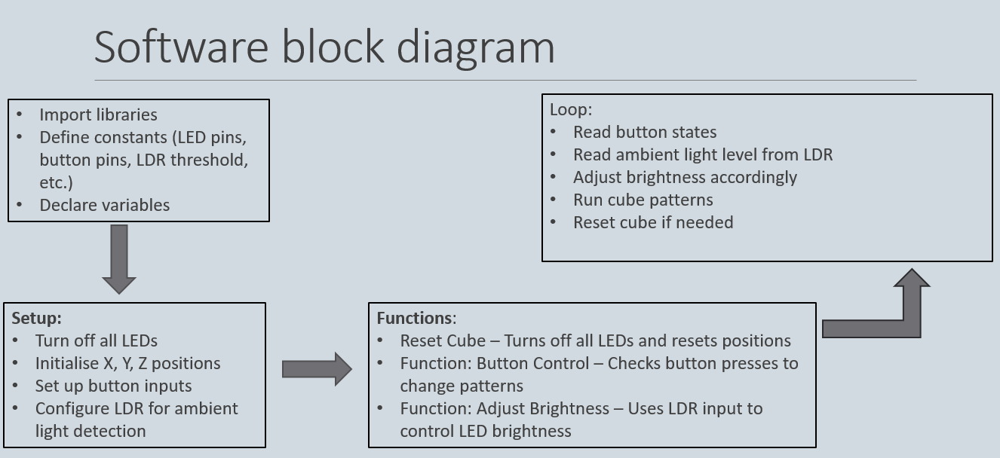 Software block diagram
• Import libraries
• Define constants (LED pins,
button pins, LDR threshold,
etc.)
• Declare variables
Setup:
• Turn off all LEDs
• Initialise X, Y, Z positions
• Set up button inputs
• Configure LDR for ambient
light detection
Functions:
• Reset Cube – Turns off all LEDs and resets positions
• Function: Button Control – Checks button presses to
change patterns
• Function: Adjust Brightness – Uses LDR input to
control LED brightness
Loop:
• Read button states
• Read ambient light level from LDR
• Adjust brightness accordingly
• Run cube patterns
• Reset cube if needed